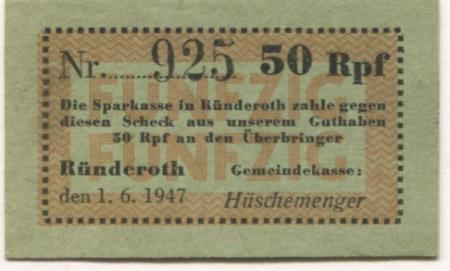 Nr. 925 50 Rpf
FÜNFZIG
Die Sparkasse in Ründeroth zahle gegen
diesen Scheck aus unserem Guthaben
50 Rpf an den Überbringer
FÜNFZIG
Ründeroth Gemeindekasse:
den 1. 6. 1947 Hüschemenger